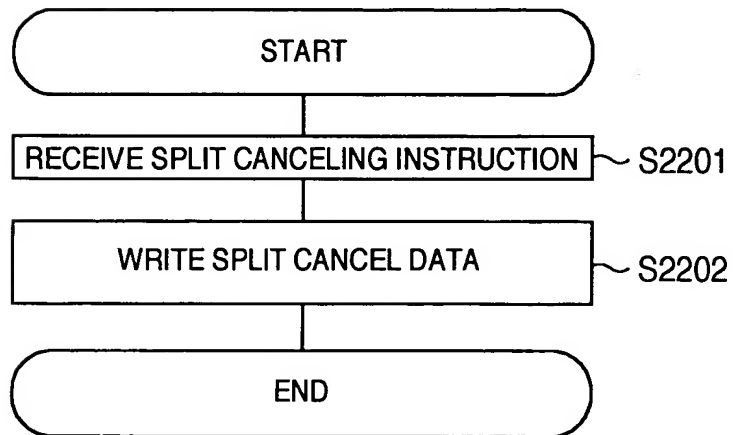 START
RECEIVE SPLIT CANCELING INSTRUCTION S2201
WRITE SPLIT CANCEL DATA S2202
END